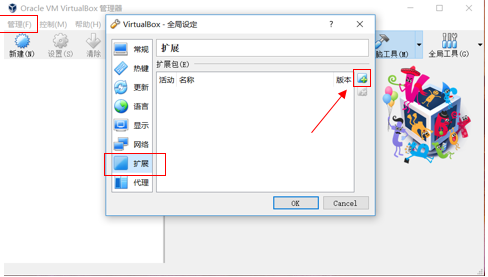 Oracle VM VirtualBox 管理器
管理(F) 控制(M) 帮助(H)
新建(N) 设置(S) 清除
工具(M) 全局工具(G)
VirtualBox - 全局设定
? ×
常规
热键
更新
语言
显示
网络
扩展
代理
扩展
扩展包(E)
活动 名称 版本
OK Cancel